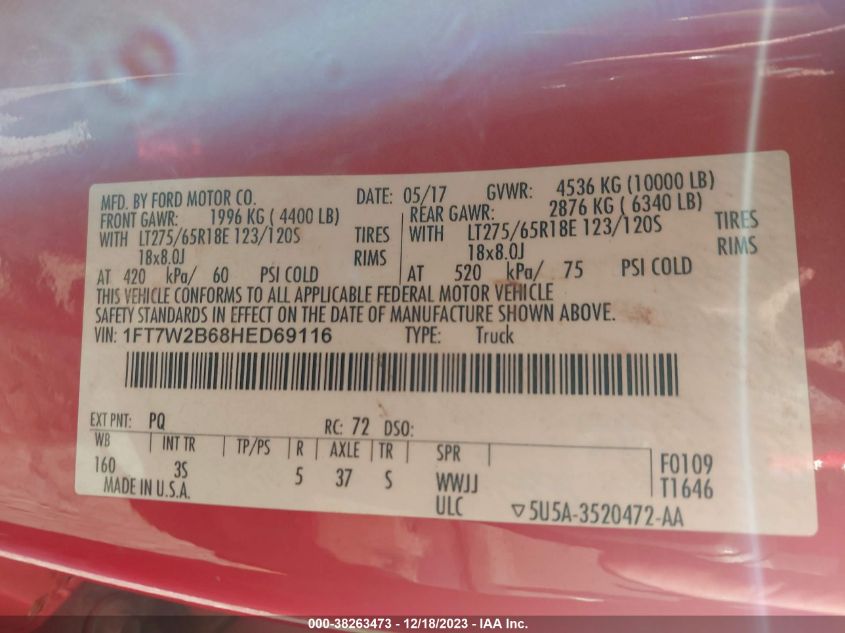 MFD. BY FORD MOTOR CO. DATE: 05/17 GVWR: 4536 KG (10000 LB)
FRONT GAWR: 1996 KG ( 4400 LB) REAR GAWR: 2876 KG ( 6340 LB)
WITH LT275/65R18E 123/120S TIRES WITH LT275/65R18E 123/120S TIRES
18x8.0J RIMS 18x8.0J RIMS
AT 420 kPa/ 60 PSI COLD AT 520 kPa/ 75 PSI COLD
THIS VEHICLE CONFORMS TO ALL APPLICABLE FEDERAL MOTOR VEHICLE
SAFETY STANDARDS IN EFFECT ON THE DATE OF MANUFACTURE SHOWN ABOVE.
VIN: 1FT7W2B68HED69116 TYPE: Truck
EXT PNT: PQ RC: 72 DSO:
WB INT TR TP/PS R AXLE TR SPR
160 3S 5 37 S WWJJ F0109
MADE IN U.S.A. ULC T1646
▽5U5A-3520472-AA
000-38263473 - 12/18/2023 - IAA Inc.